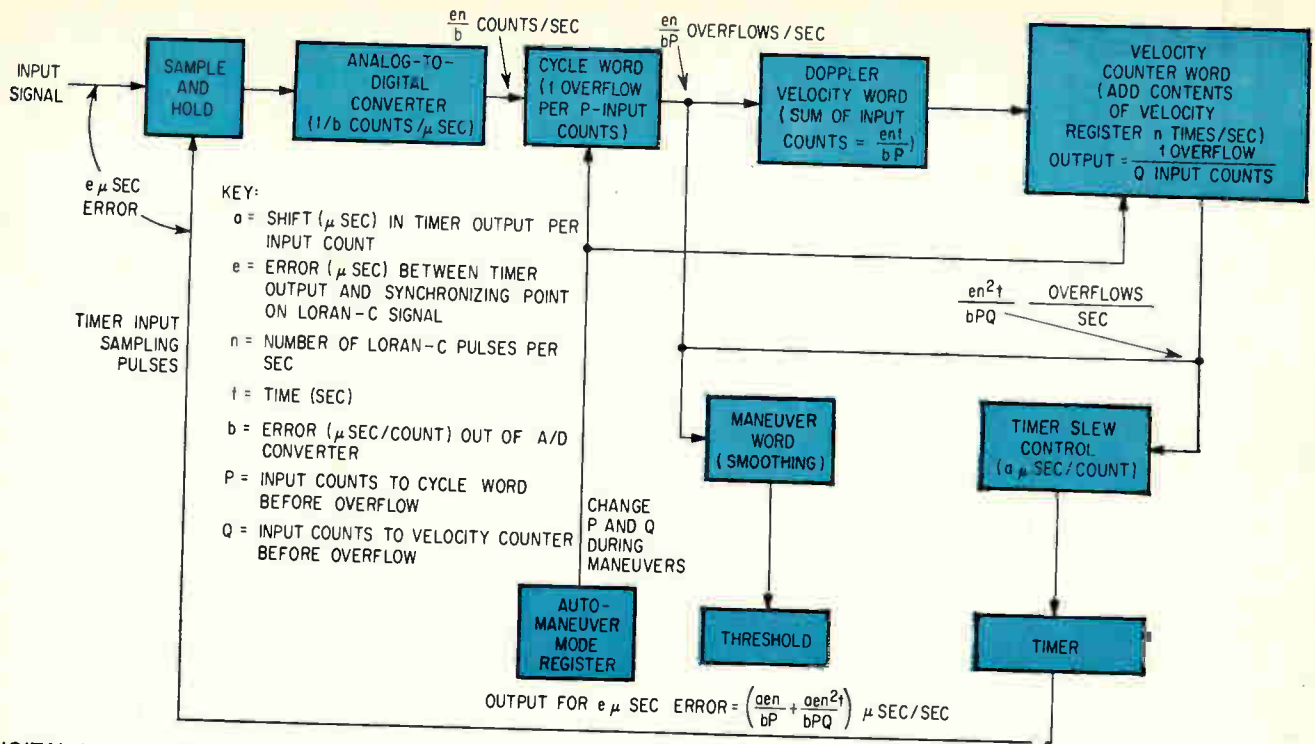 INPUT
SIGNAL
SAMPLE
AND
HOLD
ANALOG-TO-
DIGITAL
CONVERTER
(1/b COUNTS/μSEC)
en/b COUNTS/SEC
CYCLE WORD
(1 OVERFLOW
PER P-INPUT
COUNTS)
en/bP OVERFLOWS/SEC
DOPPLER
VELOCITY WORD
(SUM OF INPUT
COUNTS = ent/bP)
VELOCITY
COUNTER WORD
(ADD CONTENTS
OF VELOCITY
REGISTER n TIMES/SEC)
OUTPUT = 1 OVERFLOW/Q INPUT COUNTS
e μ SEC
ERROR
TIMER INPUT
SAMPLING
PULSES
KEY:
a = SHIFT (μ SEC) IN TIMER OUTPUT PER
INPUT COUNT
e = ERROR (μ SEC) BETWEEN TIMER
OUTPUT AND SYNCHRONIZING POINT
ON LORAN-C SIGNAL
n = NUMBER OF LORAN-C PULSES PER
SEC
t = TIME (SEC)
b = ERROR (μ SEC/COUNT) OUT OF A/D
CONVERTER
P = INPUT COUNTS TO CYCLE WORD
BEFORE OVERFLOW
Q = INPUT COUNTS TO VELOCITY COUNTER
BEFORE OVERFLOW
CHANGE
P AND Q
DURING
MANEUVERS
en²t/bPQ OVERFLOWS/SEC
MANEUVER
WORD
(SMOOTHING)
TIMER SLEW
CONTROL
(a μ SEC/COUNT)
AUTO-
MANEUVER
MODE
REGISTER
THRESHOLD
TIMER
OUTPUT FOR e μ SEC ERROR = (aen/bP + aen²t/bPQ) μ SEC/SEC